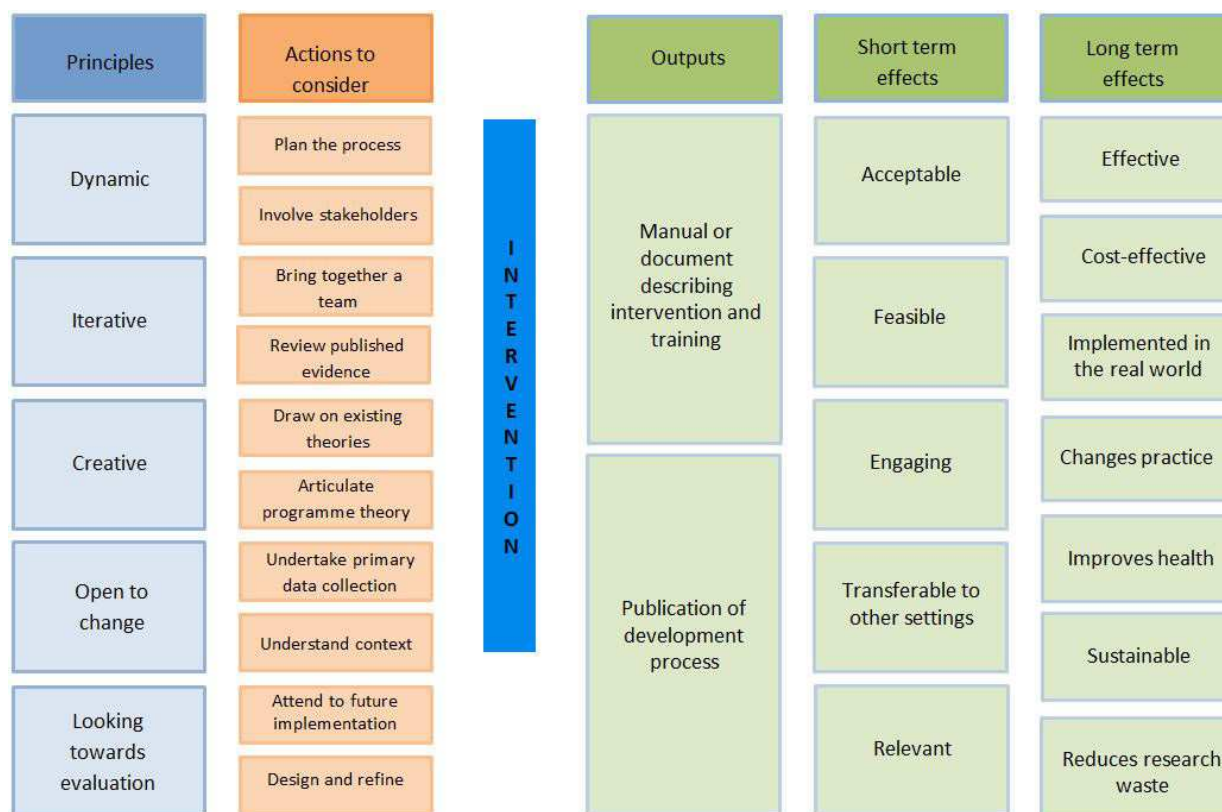 Principles
Dynamic
Iterative
Creative
Open to
change
Looking
towards
evaluation
Actions to
consider
Plan the process
Involve stakeholders
Bring together a
team
Review published
evidence
Draw on existing
theories
Articulate
programme theory
Undertake primary
data collection
Understand context
Attend to future
implementation
Design and refine
INTERVENTION
Outputs
Manual or
document
describing
intervention and
training
Publication of
development
process
Short term
effects
Acceptable
Feasible
Engaging
Transferable to
other settings
Relevant
Long term
effects
Effective
Cost-effective
Implemented in
the real world
Changes practice
Improves health
Sustainable
Reduces research
waste